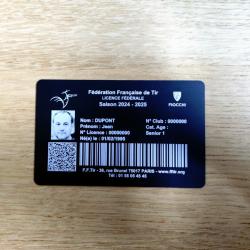 Fédération Française de Tir
LICENCE FÉDÉRALE
Saison 2024 - 2025
FIOCCHI
Nom : DUPONT
N° Club : 0000000
Prénom : Jean
Cat. Age :
N° Licence : 00000000
Senior 1
Né(e) le : 01/02/1995
F.F.Tir - 38, rue Brunel 75017 PARIS - www.fftir.org
Tél : 01 58 05 45 45